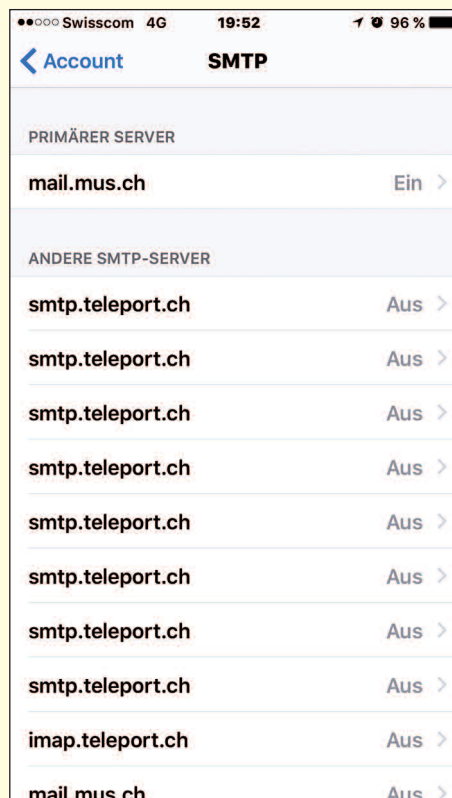 Swisscom 4G 19:52 96 %
Account SMTP
PRIMÄRER SERVER
mail.mus.ch Ein
ANDERE SMTP-SERVER
smtp.teleport.ch Aus
smtp.teleport.ch Aus
smtp.teleport.ch Aus
smtp.teleport.ch Aus
smtp.teleport.ch Aus
smtp.teleport.ch Aus
smtp.teleport.ch Aus
smtp.teleport.ch Aus
imap.teleport.ch Aus
mail.mus.ch Aus